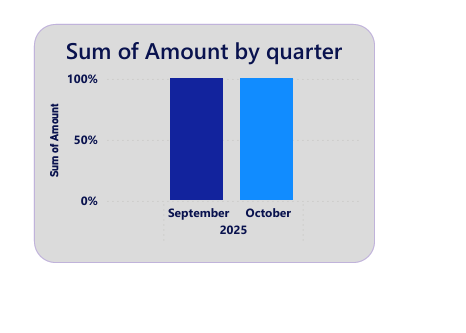 Sum of Amount by quarter
100%
50%
0%
Sum of Amount
September October
2025